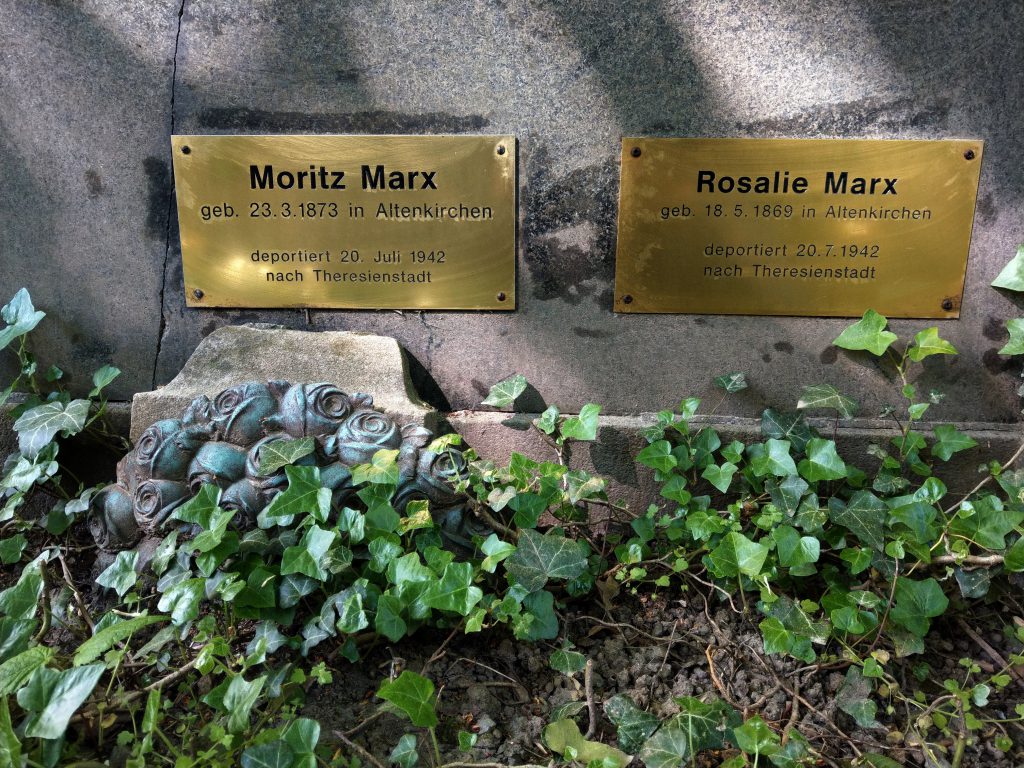 Moritz Marx
geb. 23.3.1873 in Altenkirchen
deportiert 20. Juli 1942
nach Theresienstadt
Rosalie Marx
geb. 18.5.1869 in Altenkirchen
deportiert 20.7.1942
nach Theresienstadt